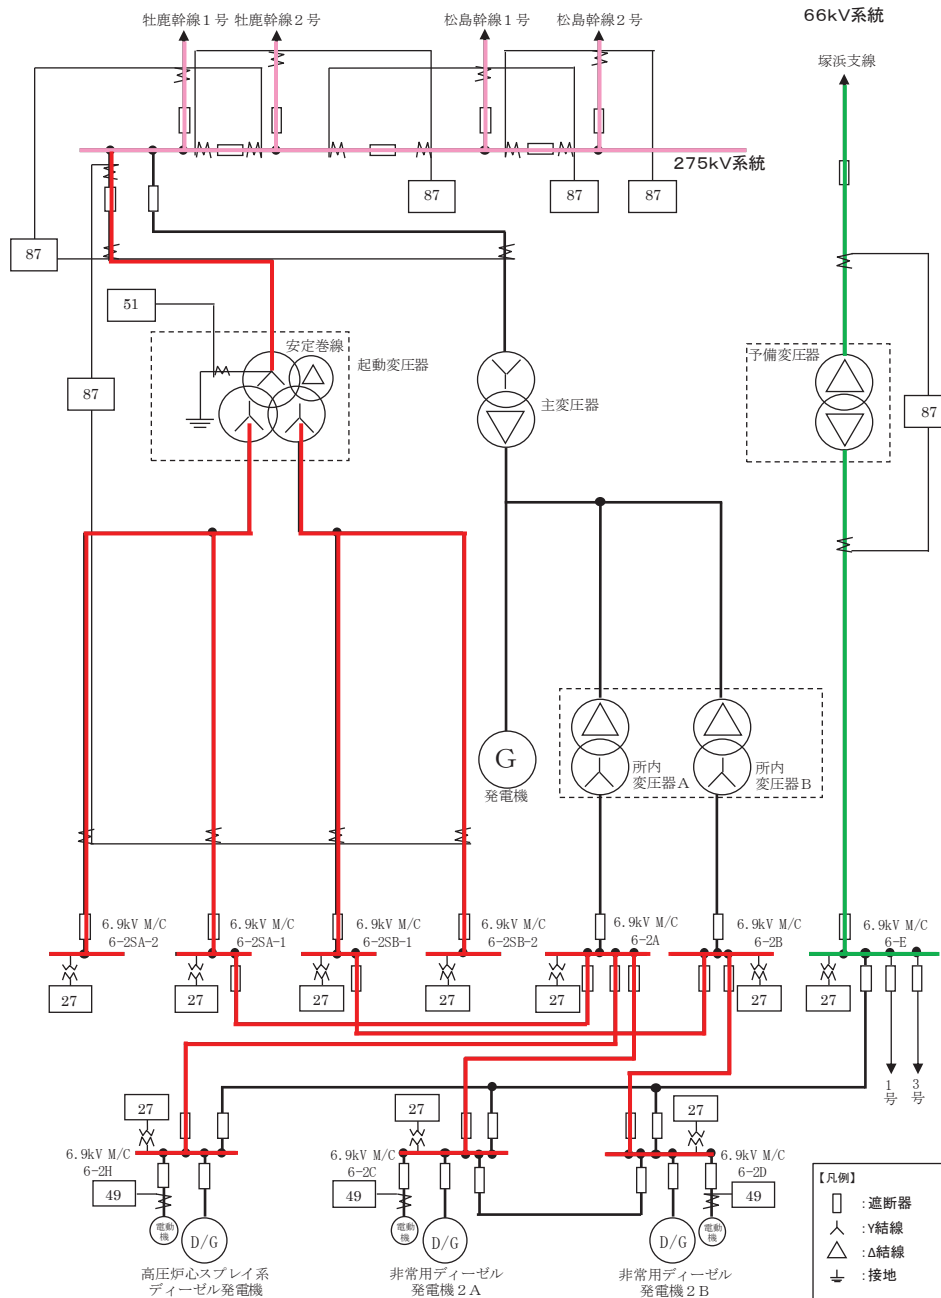 66kV系統
牡鹿幹線1号 牡鹿幹線2号 松島幹線1号 松島幹線2号
塚浜支線
275kV系統
87 87 87
87
51
安定巻線
起動変圧器
予備変圧器
87
主変圧器
87
G
発電機
所内
変圧器A
所内
変圧器B
6.9kV M/C
6-2SA-2
6.9kV M/C
6-2SA-1
6.9kV M/C
6-2SB-1
6.9kV M/C
6-2SB-2
6.9kV M/C
6-2A
6.9kV M/C
6-2B
6.9kV M/C
6-E
27 27 27 27 27 27 27
1号
3号
27 27 27
6.9kV M/C
6-2H
6.9kV M/C
6-2C
6.9kV M/C
6-2D
49 49 49
電動機
D/G
電動機
D/G
D/G
電動機
高圧炉心スプレイ系
ディーゼル発電機
非常用ディーゼル
発電機2A
非常用ディーゼル
発電機2B
【凡例】
:遮断器
:Y結線
:Δ結線
:接地